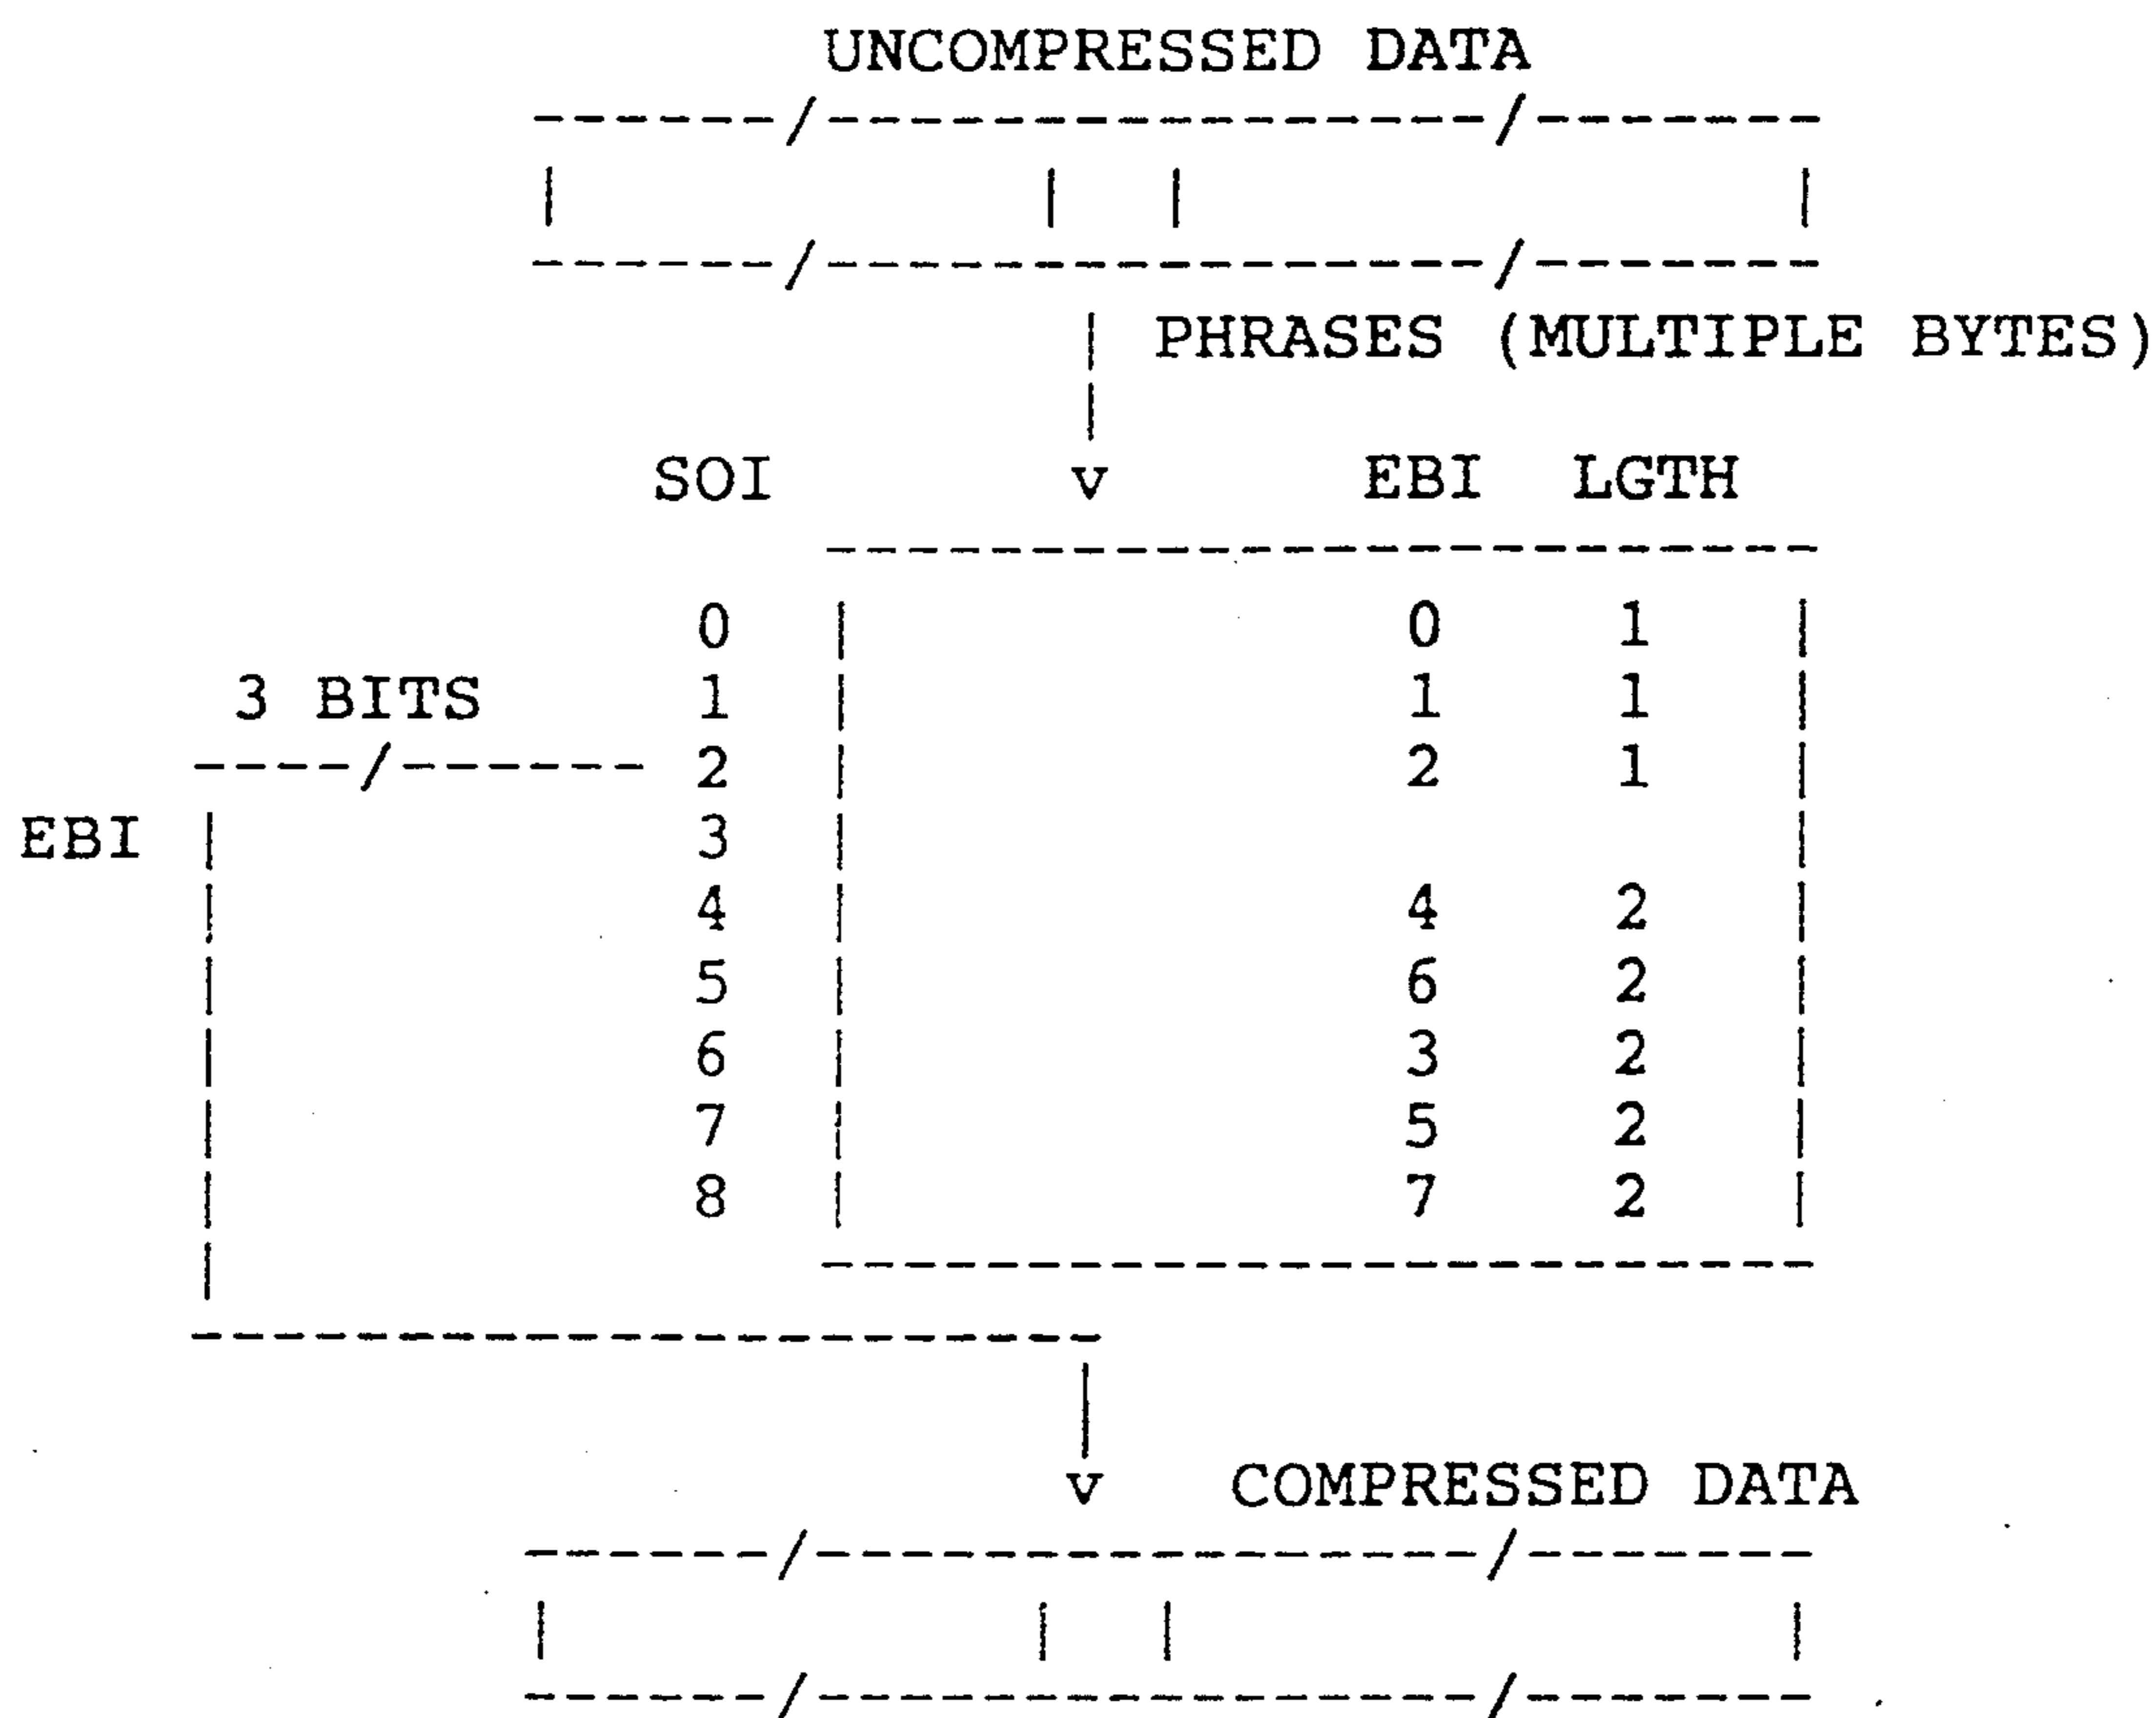 UNCOMPRESSED DATA
PHRASES (MULTIPLE BYTES)
SOI v EBI LGTH
0 0 1
3 BITS 1 1 1
2 2 1
EBI 3
4 4 2
5 6 2
6 3 2
7 5 2
8 7 2
v COMPRESSED DATA